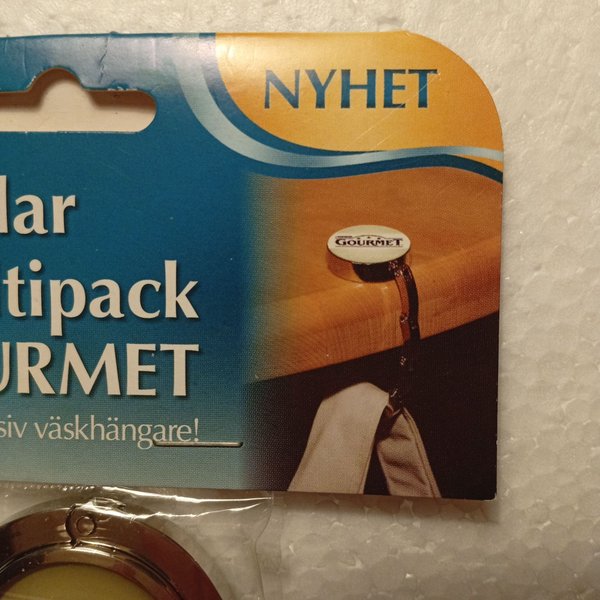 NYHET
lar
GOURMET
tipack
URMET
siv väskhängare!